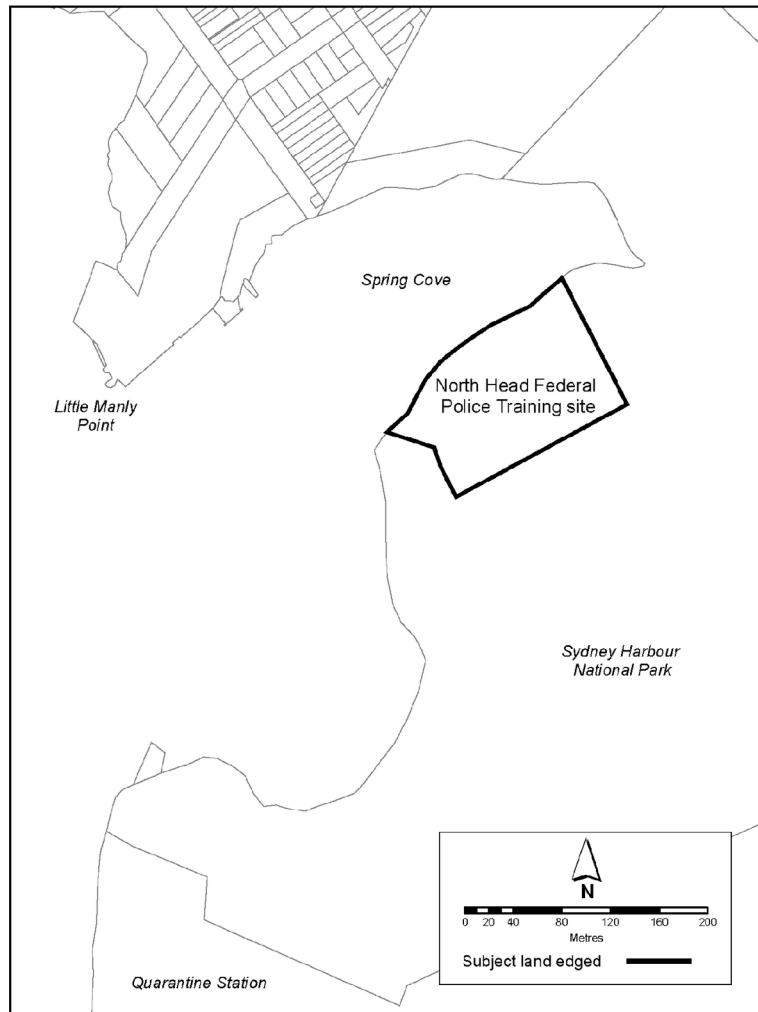 Spring Cove
North Head Federal
Police Training site
Little Manly
Point
Sydney Harbour
National Park
N
0 20 40 80 120 160 200
Metres
Subject land edged
Quarantine Station